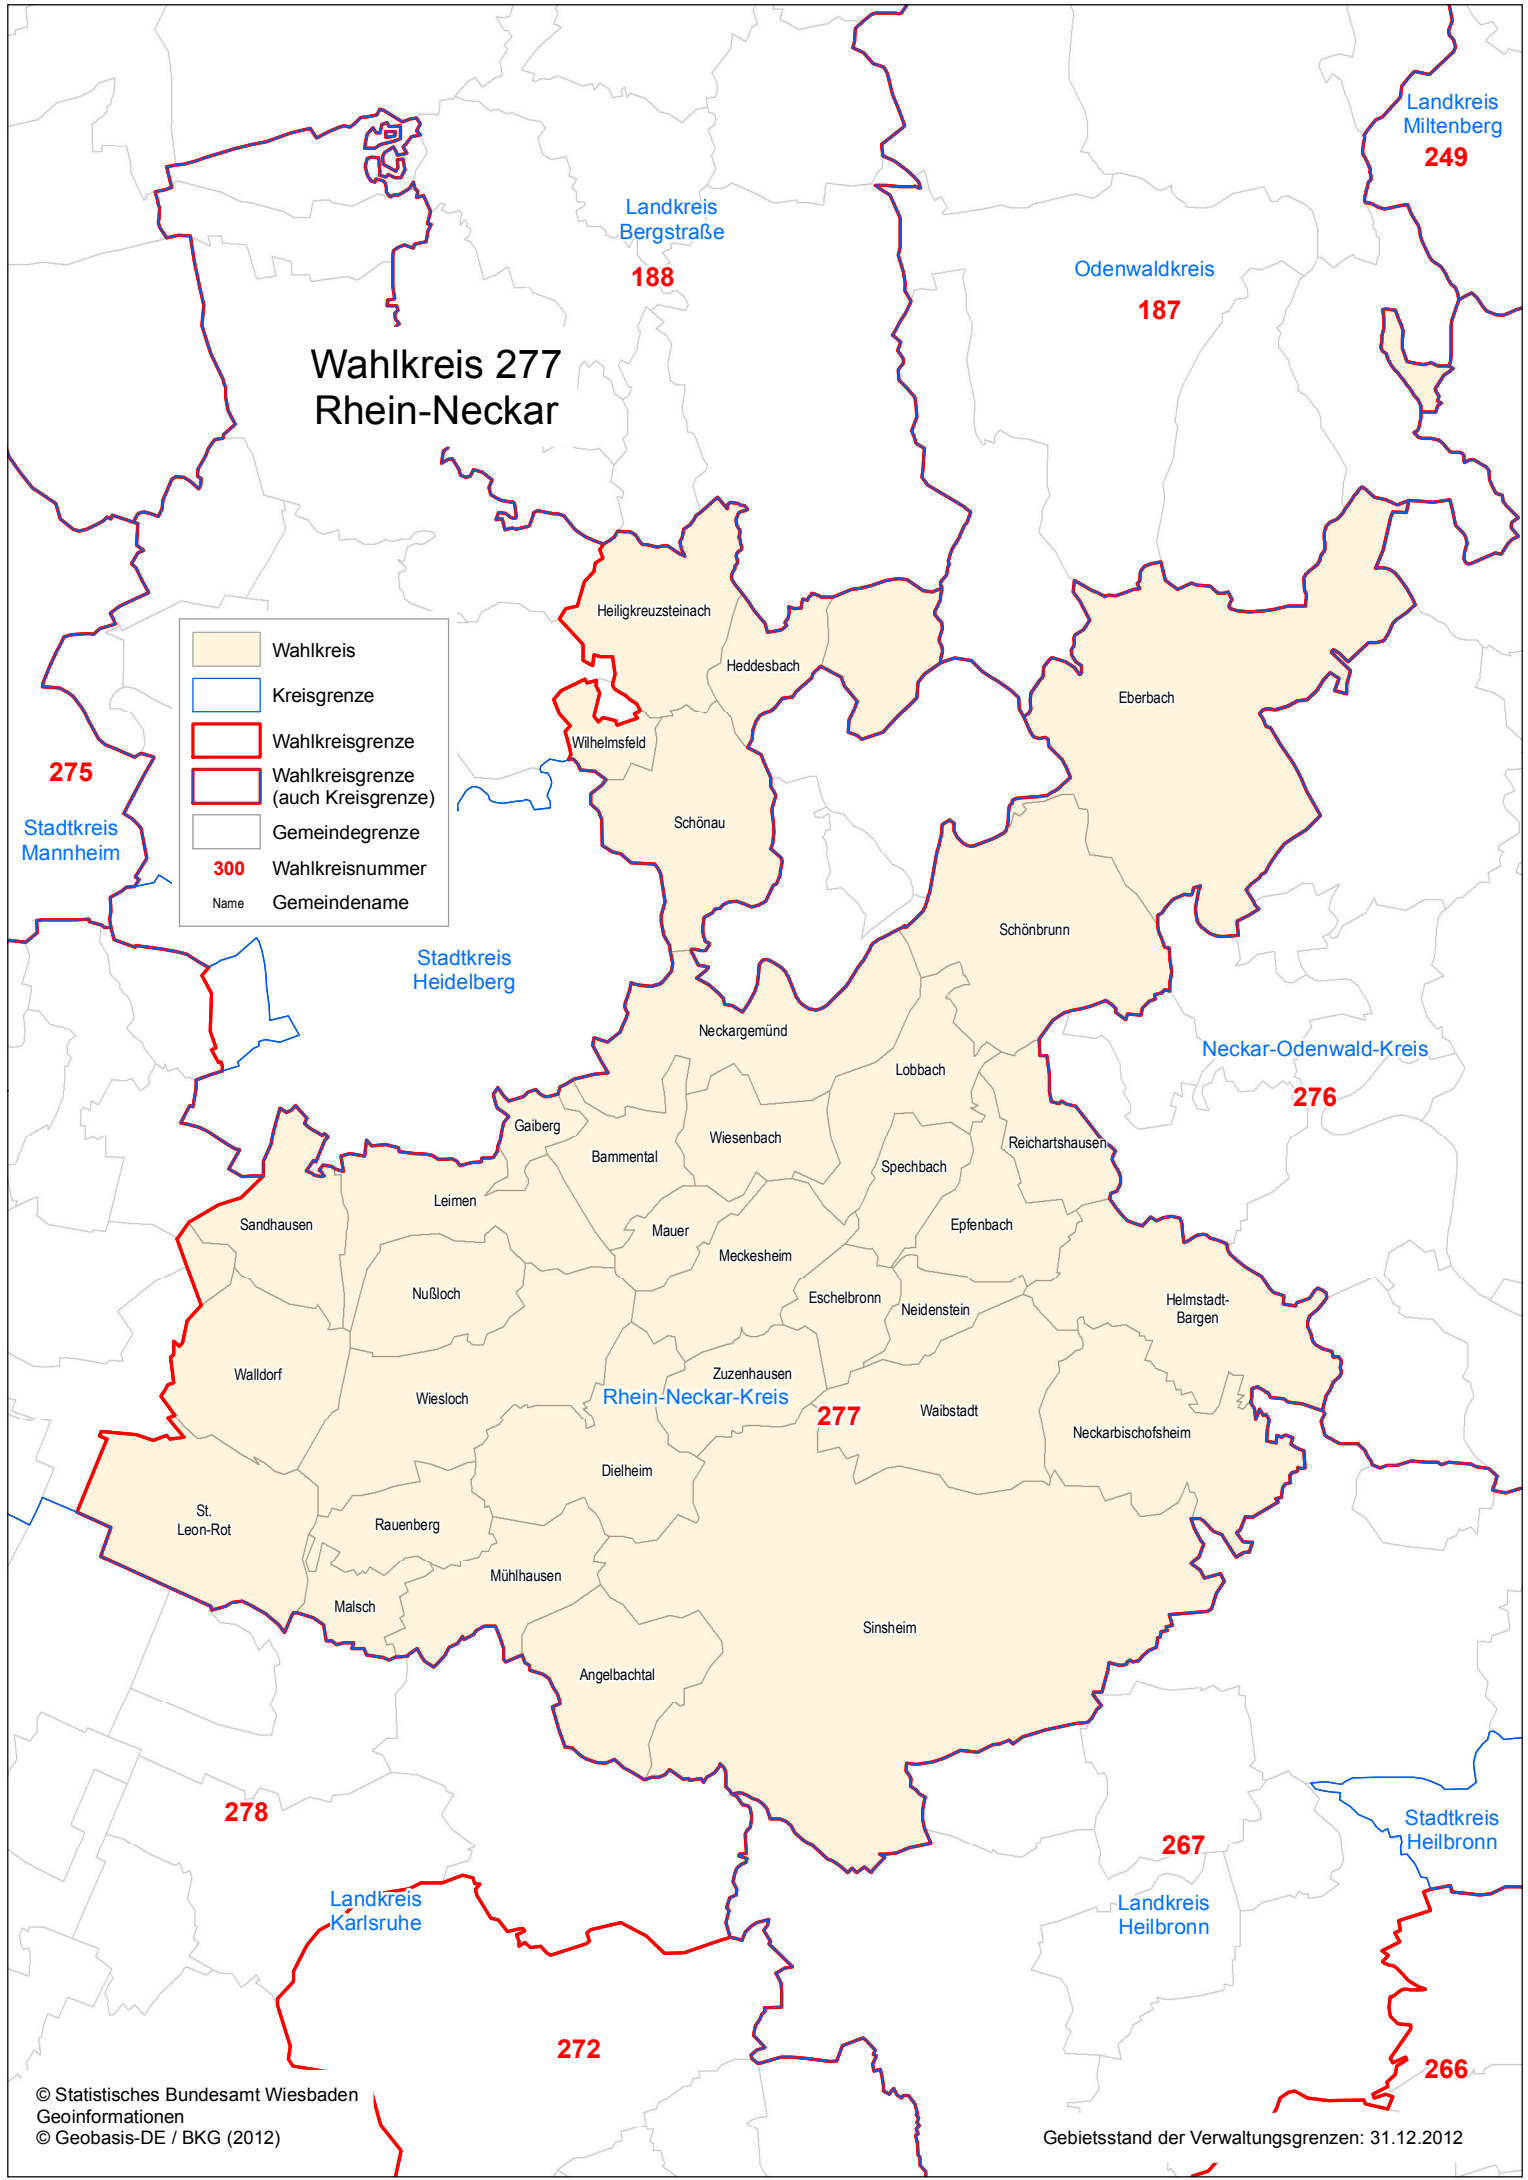 Landkreis
Miltenberg
249
Landkreis
Bergstraße
188
Odenwaldkreis
187
Wahlkreis 277
Rhein-Neckar
Heiligkreuzsteinach
Heddesbach
Eberbach
Wilhelmsfeld
Schönau
Wahlkreis
Kreisgrenze
Wahlkreisgrenze
Wahlkreisgrenze
(auch Kreisgrenze)
Gemeindegrenze
300 Wahlkreisnummer
Name Gemeindename
275
Stadtkreis
Mannheim
Stadtkreis
Heidelberg
Schönbrunn
Neckargemünd
Lobbach
Neckar-Odenwald-Kreis
276
Gaiberg
Bammental
Wiesenbach
Spechbach
Reichartshausen
Leimen
Sandhausen
Mauer
Meckesheim
Epfenbach
Nußloch
Eschelbronn
Neidenstein
Helmstadt-
Bargen
Walldorf
Wiesloch
Zuzenhausen
Rhein-Neckar-Kreis
277
Waibstadt
Neckarbischofsheim
Dielheim
St.
Leon-Rot
Rauenberg
Mühlhausen
Malsch
Sinsheim
Angelbachtal
278
267
Stadtkreis
Heilbronn
Landkreis
Karlsruhe
Landkreis
Heilbronn
272
266
© Statistisches Bundesamt Wiesbaden
Geoinformationen
© Geobasis-DE / BKG (2012)
Gebietsstand der Verwaltungsgrenzen: 31.12.2012